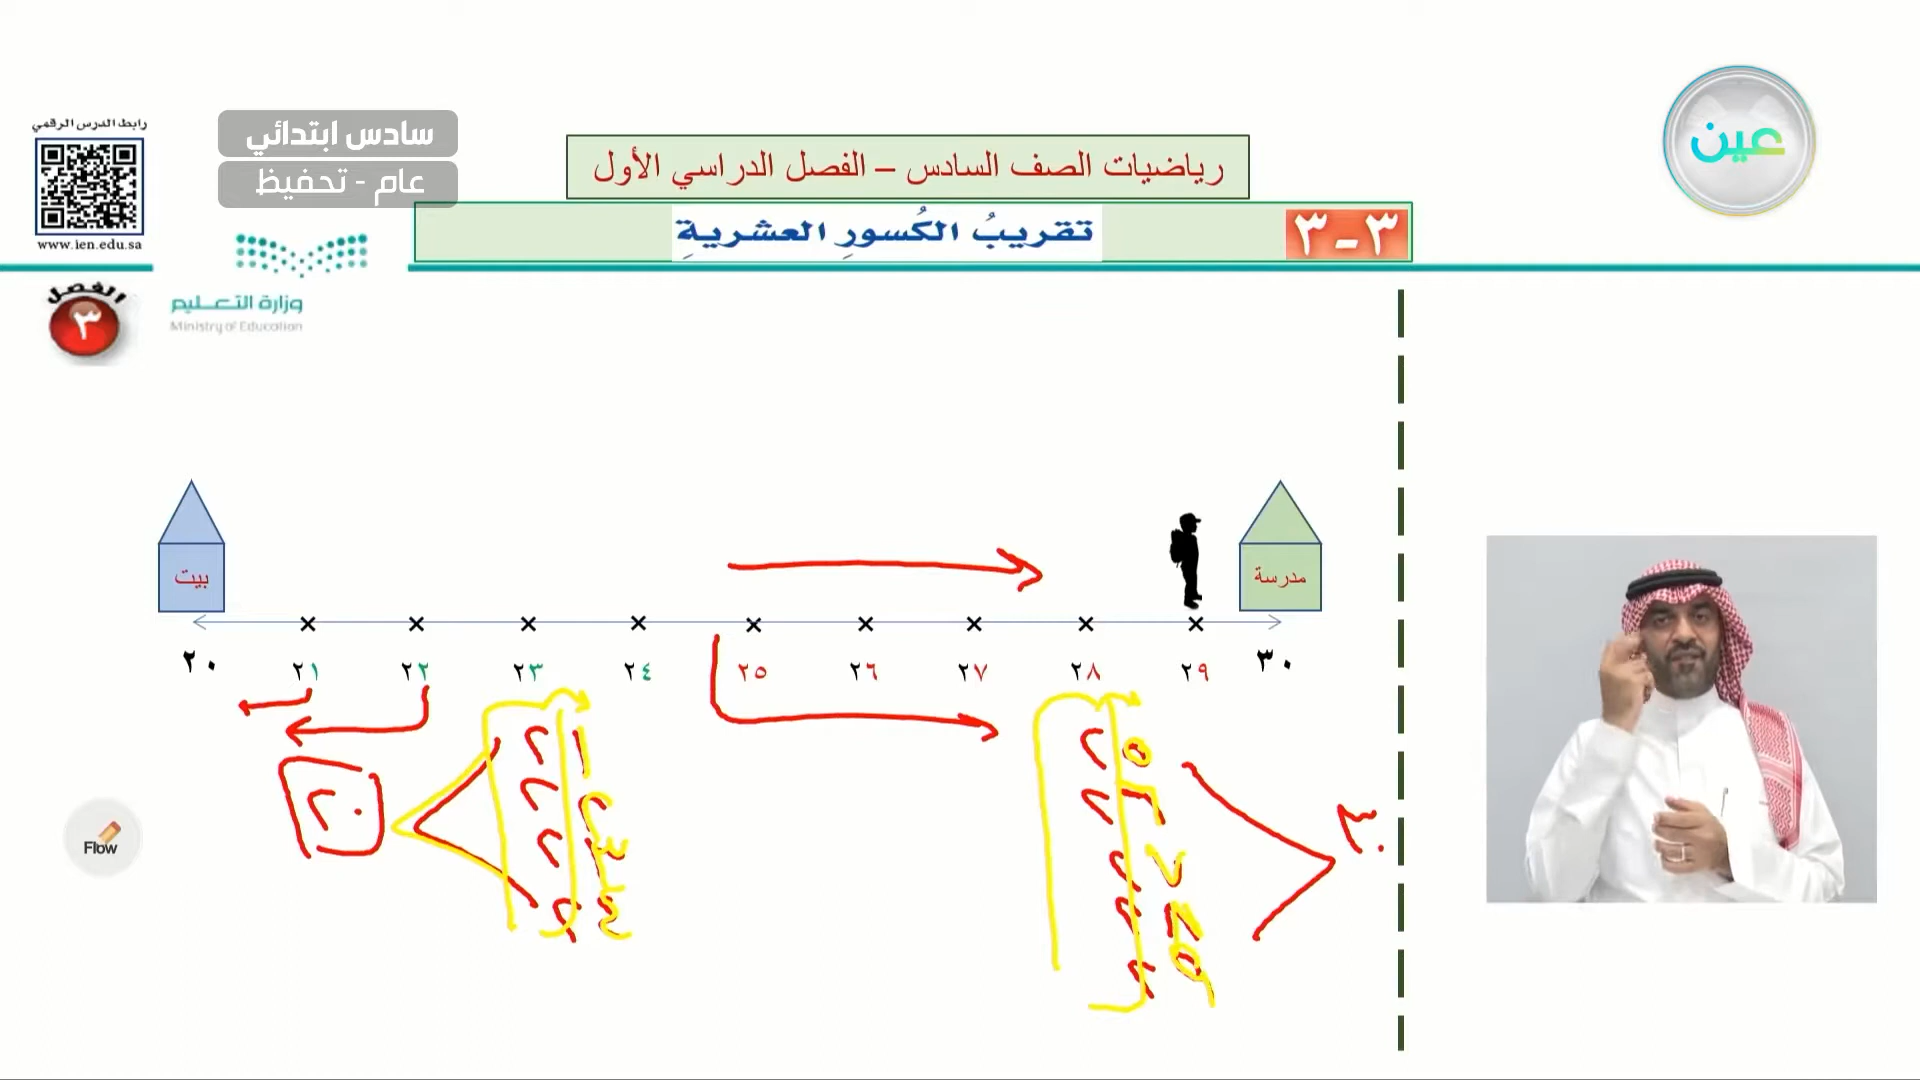 رابط الدرس الرقمي
www.ien.edu.sa
سادس ابتدائي
عام - تحفيظ
رياضيات الصف السادس – الفصل الدراسي الأول
عين
٣ - ٣
تقريبُ الكُسورِ العشريةِ
وزارة التعليم
Ministry of Education
الفصل
٣
بيت
مدرسة
٢٠ ٢١ ٢٢ ٢٣ ٢٤ ٢٥ ٢٦ ٢٧ ٢٨ ٢٩ ٣٠
٢٠
٣٠
Flow